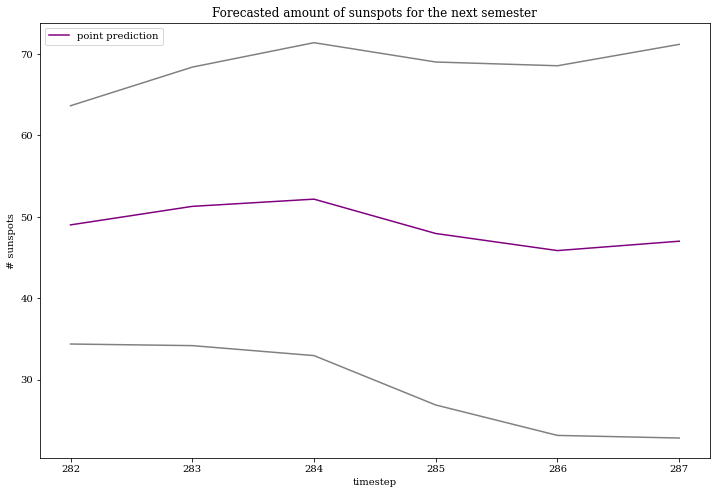 Forecasted amount of sunspots for the next semester
point prediction
# sunspots
70
60
50
40
30
282 283 284 285 286 287
timestep